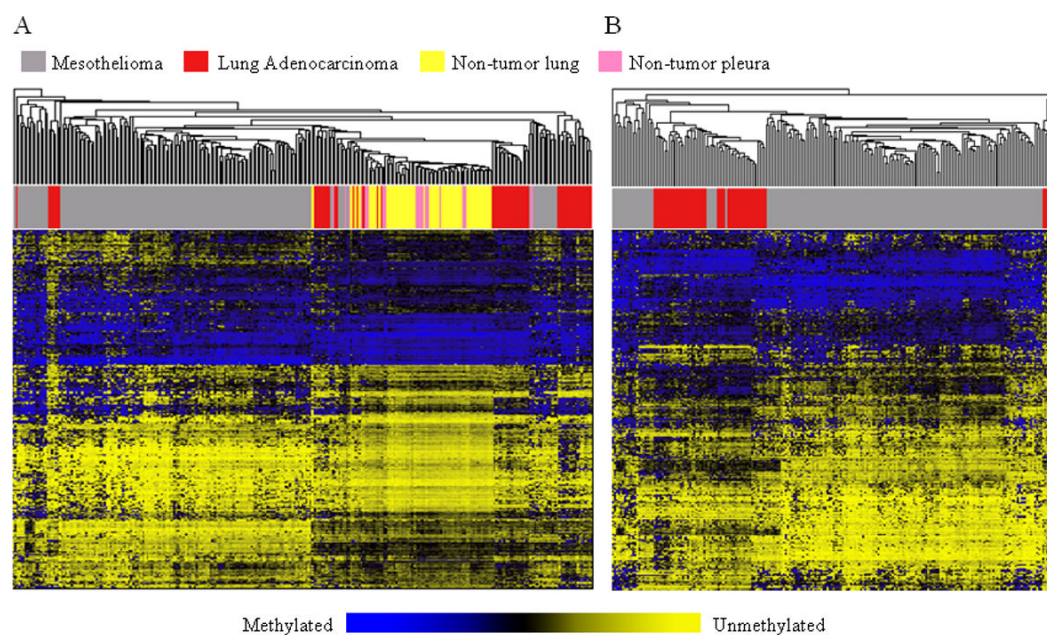 A
B
Mesothelioma
Lung Adenocarcinoma
Non-tumor lung
Non-tumor pleura
Methylated
Unmethylated